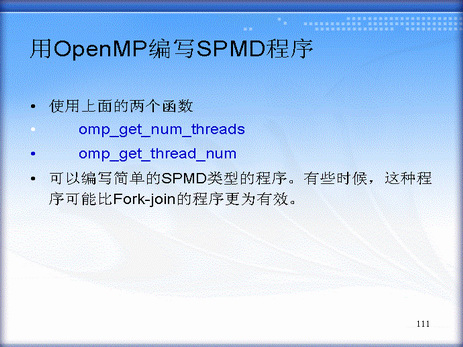 用OpenMP编写SPMD程序
• 使用上面的两个函数
• omp_get_num_threads
• omp_get_thread_num
• 可以编写简单的SPMD类型的程序。有些时候，这种程
序可能比Fork-join的程序更为有效。
111